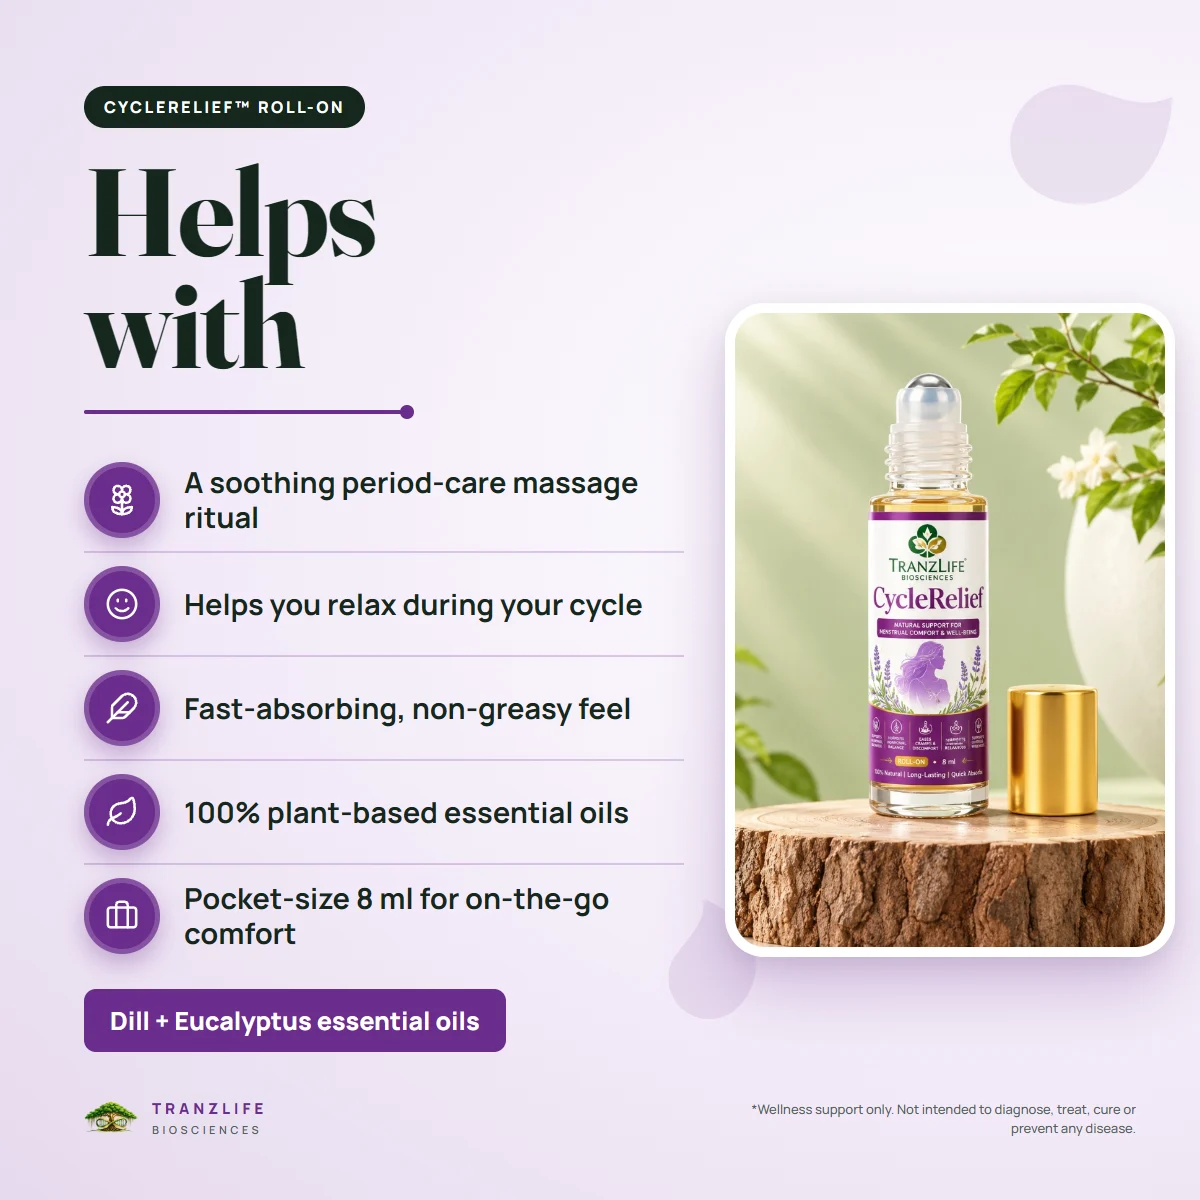 CYCLERELIEF™ ROLL-ON
Helps
with
A soothing period-care massage
ritual
Helps you relax during your cycle
Fast-absorbing, non-greasy feel
100% plant-based essential oils
Pocket-size 8 ml for on-the-go
comfort
Dill + Eucalyptus essential oils
TRANZLIFE
BIOSCIENCES
CycleRelief
NATURAL SUPPORT FOR
MENSTRUAL COMFORT & WELL-BEING
ROLL-ON • 8 ml
100% Natural | Long-Lasting | Quick Absorb
TRANZLIFE
BIOSCIENCES
*Wellness support only. Not intended to diagnose, treat, cure or
prevent any disease.